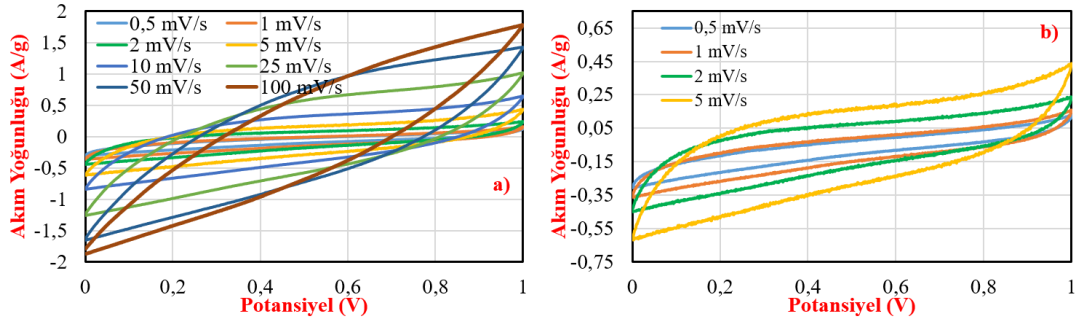 Akım Yoğunluğu (A/g)
2
1,5
1
0,5
0
-0,5
-1
-1,5
-2
0,5 mV/s
1 mV/s
2 mV/s
5 mV/s
10 mV/s
25 mV/s
50 mV/s
100 mV/s
a)
0
0,2
0,4
0,6
0,8
1
Potansiyel (V)
Akım Yoğunluğu (A/g)
0,65
0,45
0,25
0,05
-0,15
-0,35
-0,55
-0,75
0,5 mV/s
1 mV/s
2 mV/s
5 mV/s
b)
0
0,2
0,4
0,6
0,8
1
Potansiyel (V)